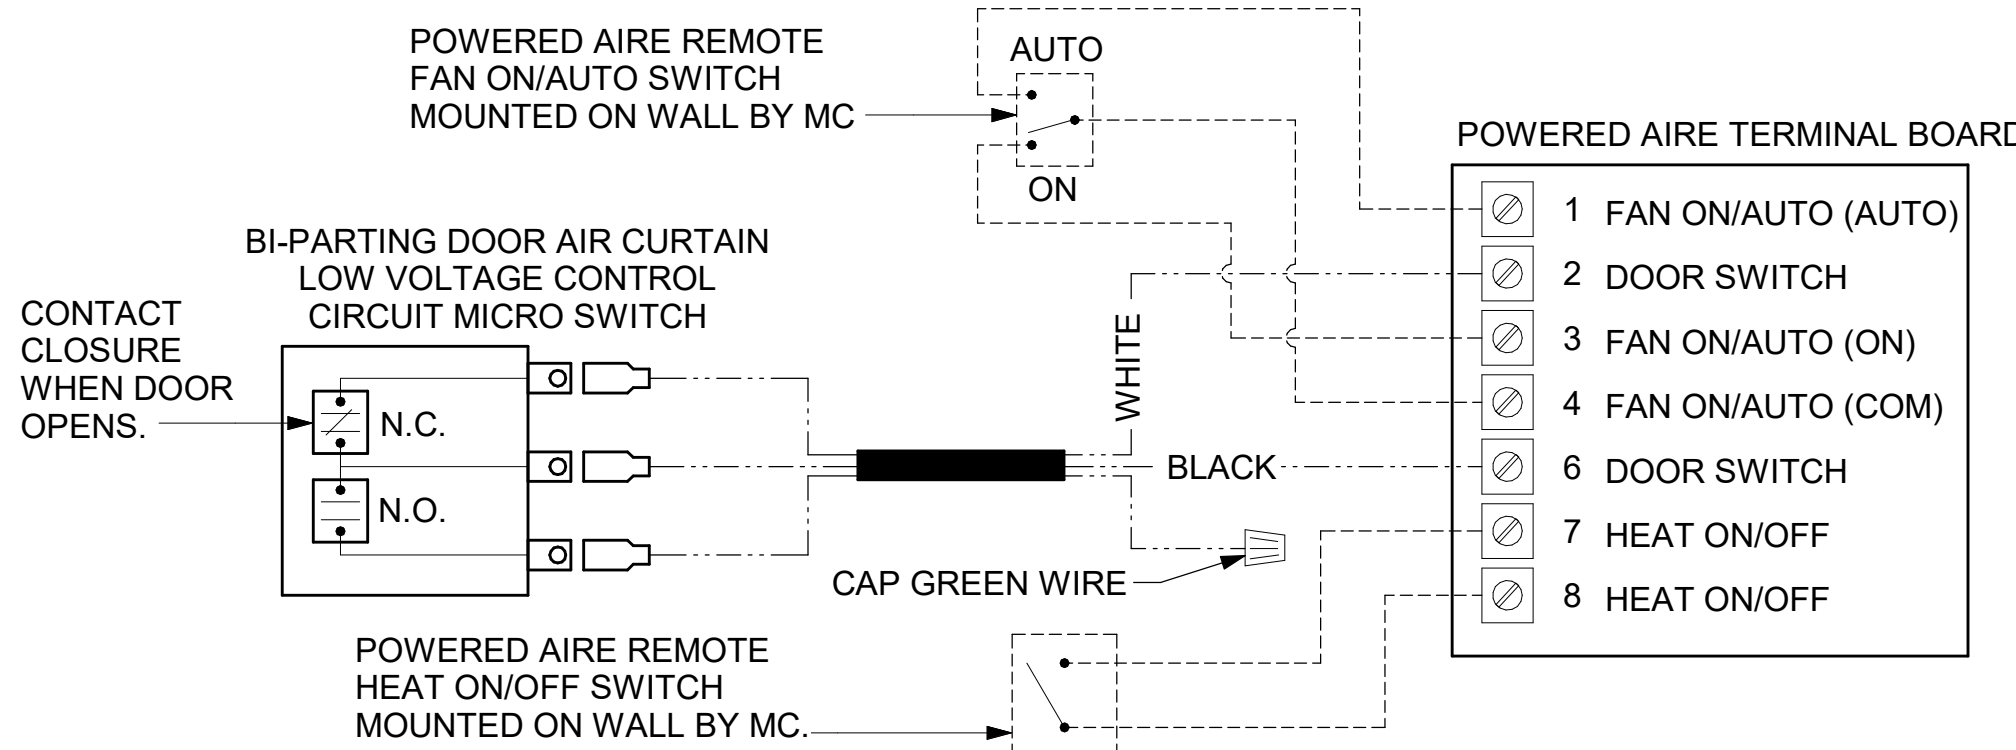 POWERED AIRE REMOTE
FAN ON/AUTO SWITCH
MOUNTED ON WALL BY MC
AUTO
ON
POWERED AIRE TERMINAL BOARD
1 FAN ON/AUTO (AUTO)
2 DOOR SWITCH
3 FAN ON/AUTO (ON)
4 FAN ON/AUTO (COM)
6 DOOR SWITCH
7 HEAT ON/OFF
8 HEAT ON/OFF
BI-PARTING DOOR AIR CURTAIN
LOW VOLTAGE CONTROL
CIRCUIT MICRO SWITCH
CONTACT
CLOSURE
WHEN DOOR
OPENS.
N.C.
N.O.
WHITE
BLACK
CAP GREEN WIRE
POWERED AIRE REMOTE
HEAT ON/OFF SWITCH
MOUNTED ON WALL BY MC.